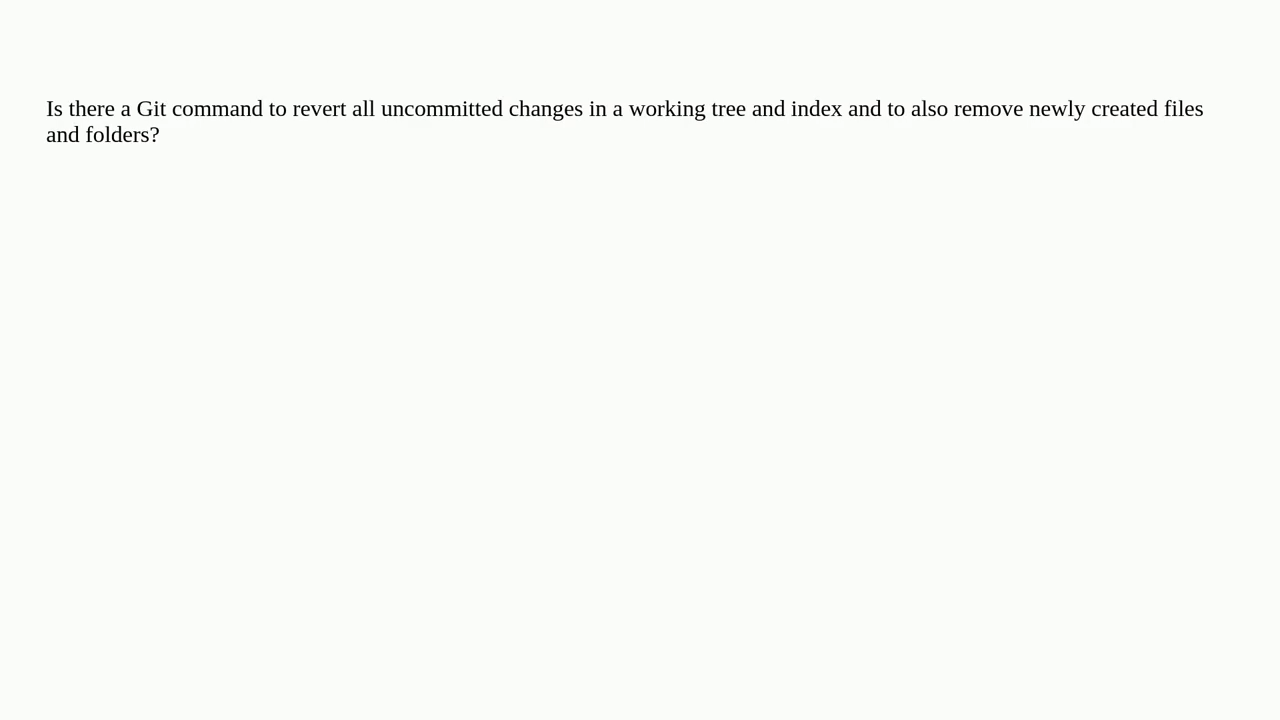 Is there a Git command to revert all uncommitted changes in a working tree and index and to also remove newly created files
and folders?